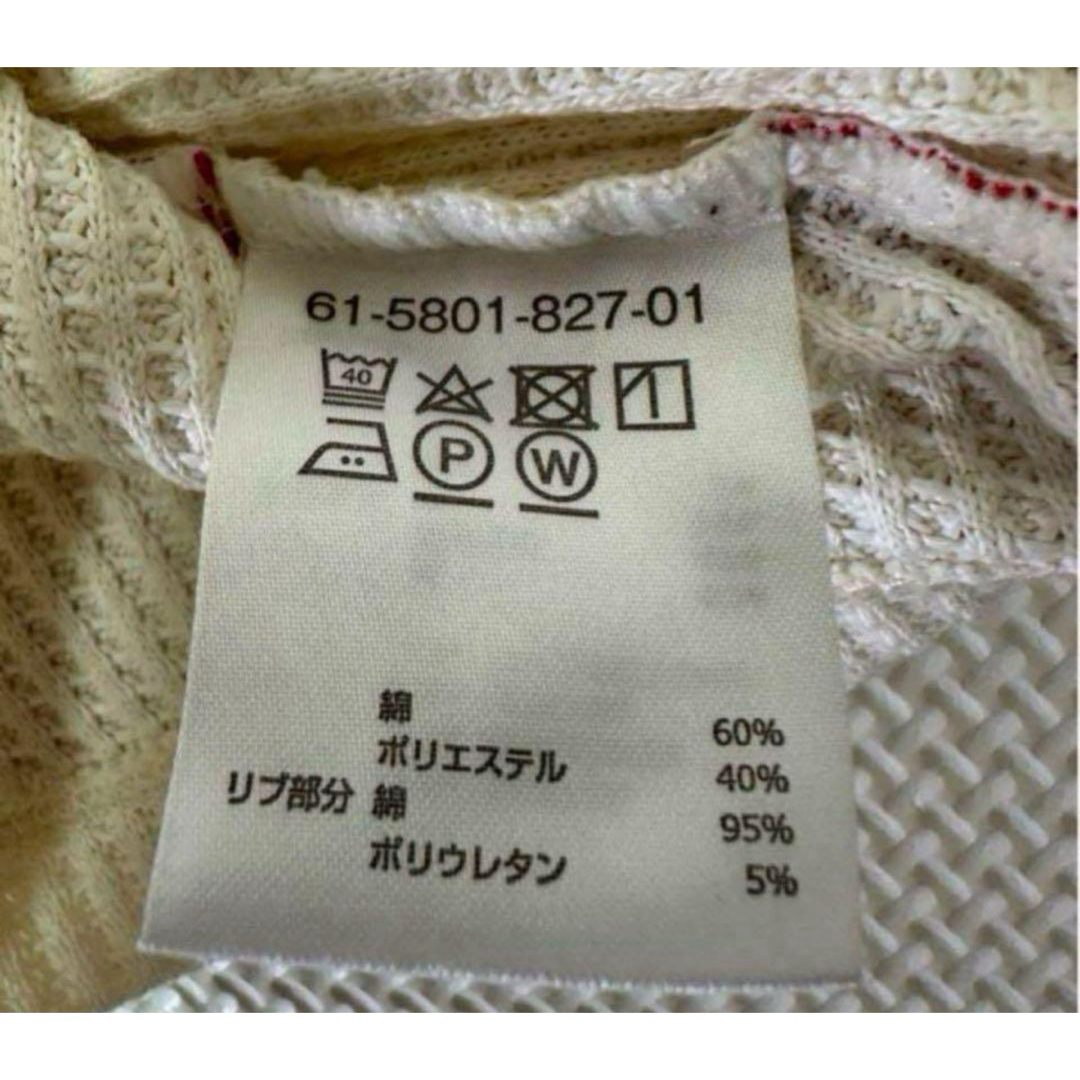 61-5801-827-01
40
P W
綿 60%
ポリエステル 40%
リブ部分 綿 95%
ポリウレタン 5%